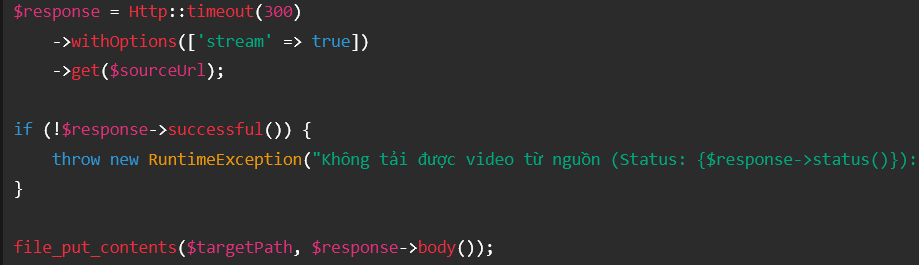 $response = Http::timeout(300)
    ->withOptions(['stream' => true])
    ->get($sourceUrl);

if (!$response->successful()) {
    throw new RuntimeException("Không tải được video từ nguồn (Status: {$response->status()}):
}

file_put_contents($targetPath, $response->body());